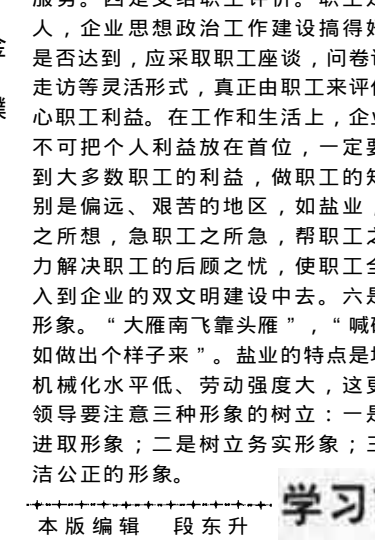 服务。四是交给职工评价。职工是
人，企业思想政治工作建设搞得好
是否达到，应采取职工座谈，问卷调
走访等灵活形式，真正由职工来评价
心职工利益。在工作和生活上，企业
不可把个人利益放在首位，一定要
到大多数职工的利益，做职工的知
别是偏远、艰苦的地区，如盐业，
之所想，急职工之所急，帮职工之
力解决职工的后顾之忧，使职工全
入到企业的双文明建设中去。六是
形象。“大雁南飞靠头雁”，“喊破
如做出个样子来”。盐业的特点是地
机械化水平低、劳动强度大，这更
领导要注意三种形象的树立：一是
进取形象；二是树立务实形象；三
洁公正的形象。
本版编辑 段东升
学习